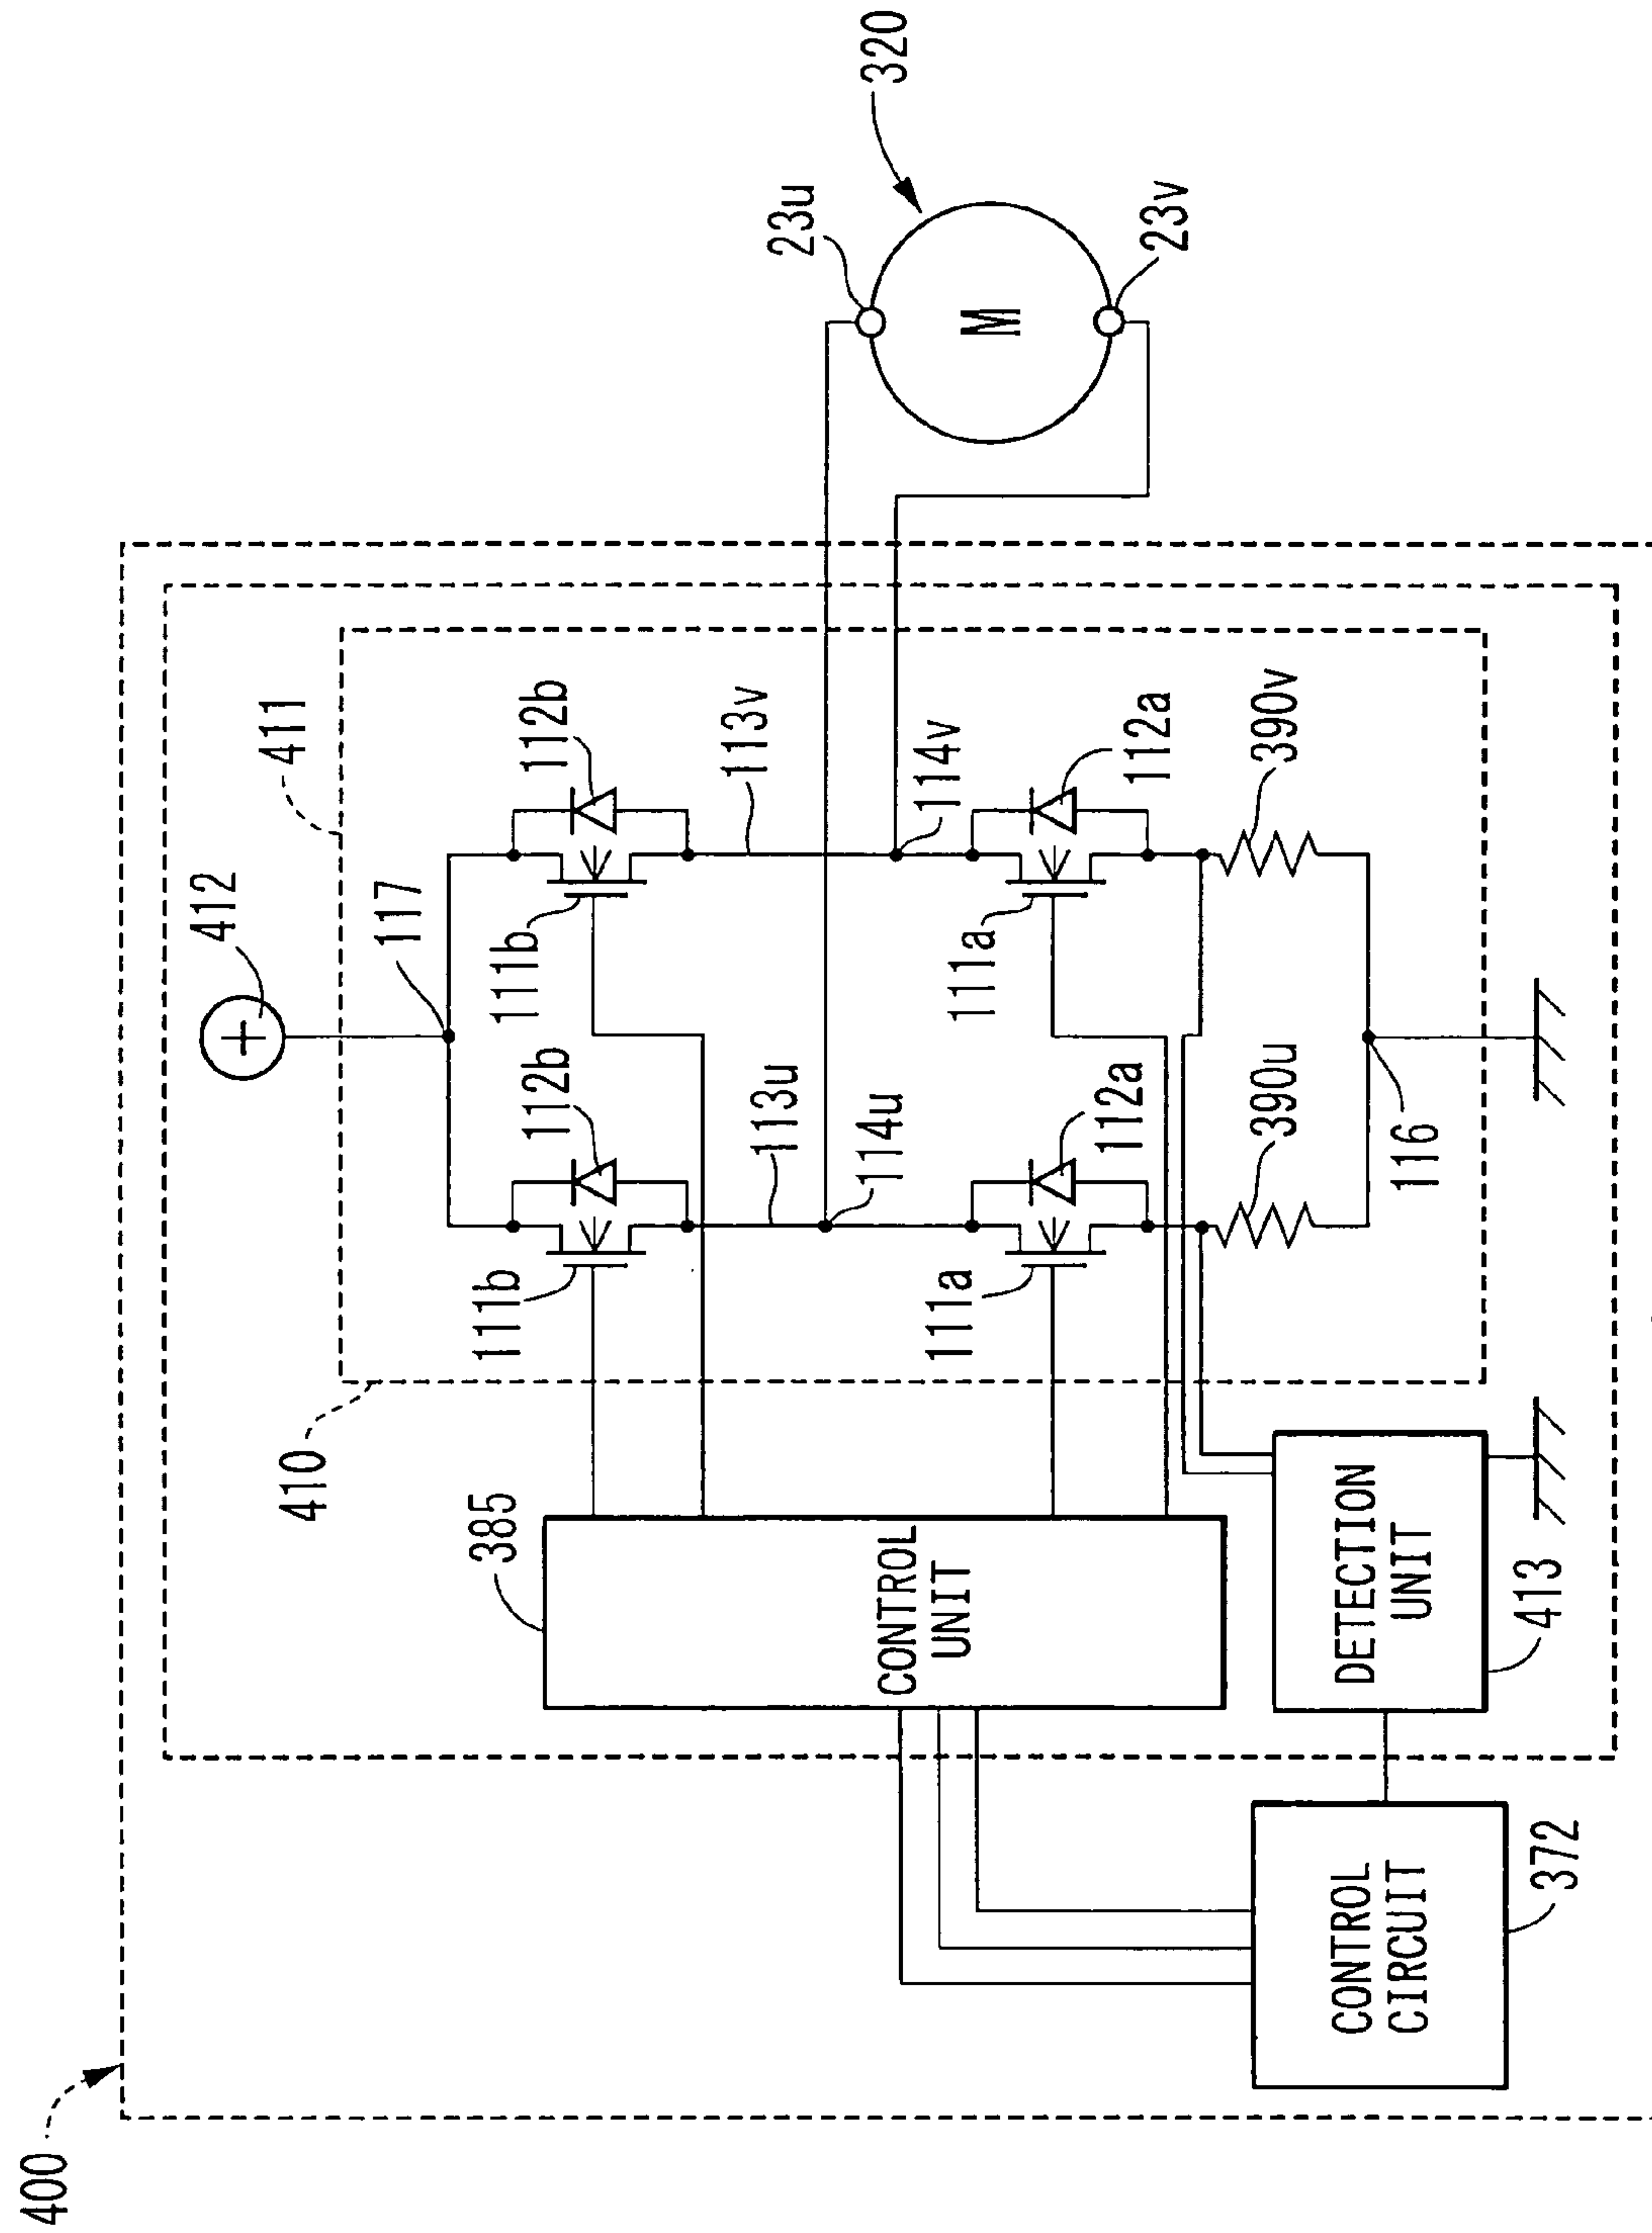 400
410
411
412
117
111b
112b
111b
112b
113u
113v
114u
114v
111a
112a
111a
112a
390u
390v
116
385
CONTROL
UNIT
DETECTION
UNIT
413
CONTROL
CIRCUIT
372
+
M
23u
23v
320